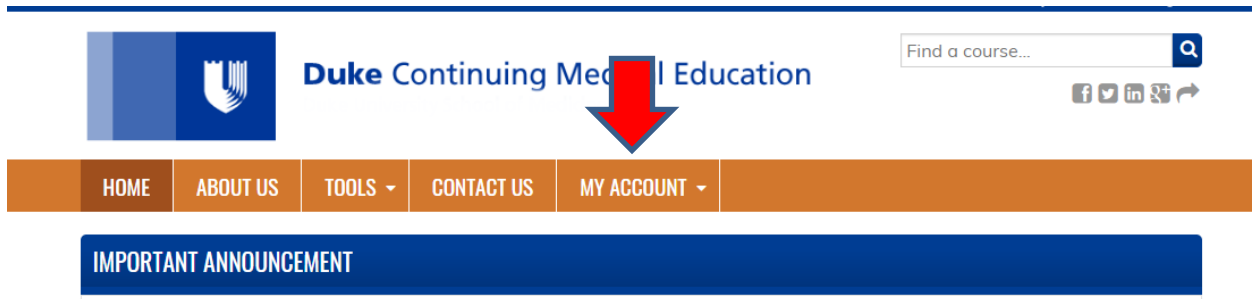 Duke Continuing Education
Find a course...
HOME ABOUT US TOOLS CONTACT US MY ACCOUNT
IMPORTANT ANNOUNCEMENT